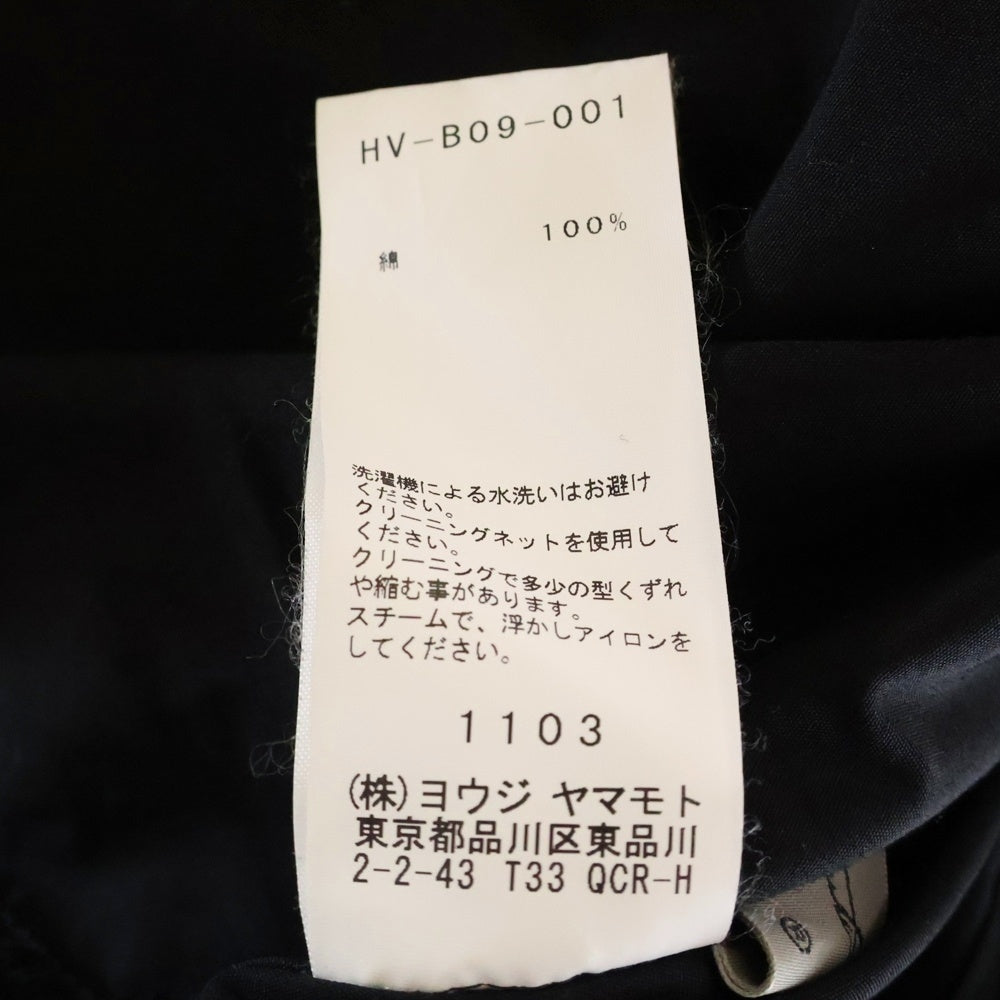 HV-B09-001
100%
綿
洗濯機による水洗いはお避け
ください。
クリーニングネットを使用して
ください。
クリーニングで多少の型くずれ
や縮む事があります。
スチームで、浮かしアイロンを
してください。
1103
(株)ヨウジ ヤマモト
東京都品川区東品川
2-2-43 T33 QCR-H